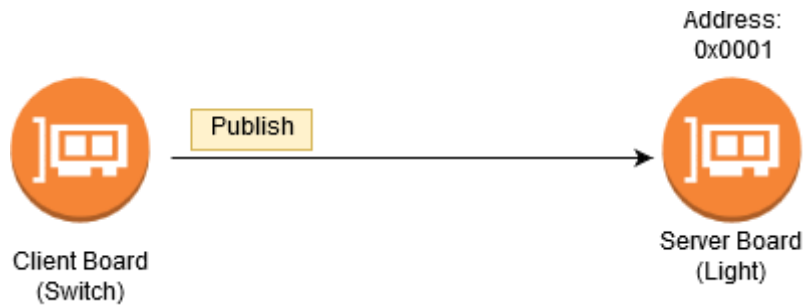 Address:
0x0001
Publish
Client Board
(Switch)
Server Board
(Light)